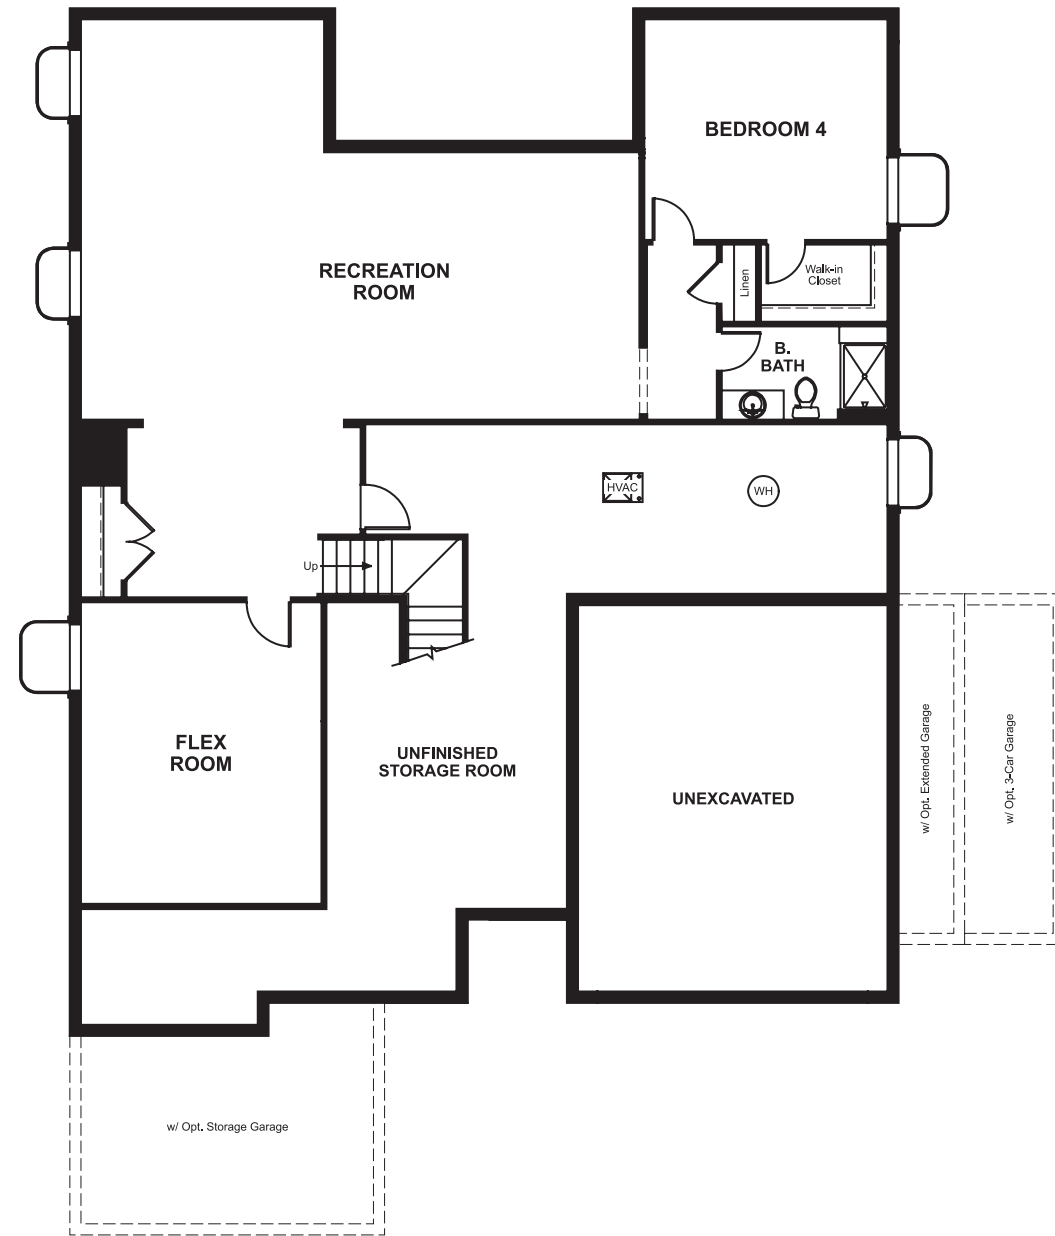 BEDROOM 4
RECREATION
ROOM
Linen
Walk-in
Closet
B.
BATH
HVAC
WH
Up
FLEX
ROOM
UNFINISHED
STORAGE ROOM
UNEXCAVATED
w/ Opt. Extended Garage
w/ Opt. 3-Car Garage
w/ Opt. Storage Garage